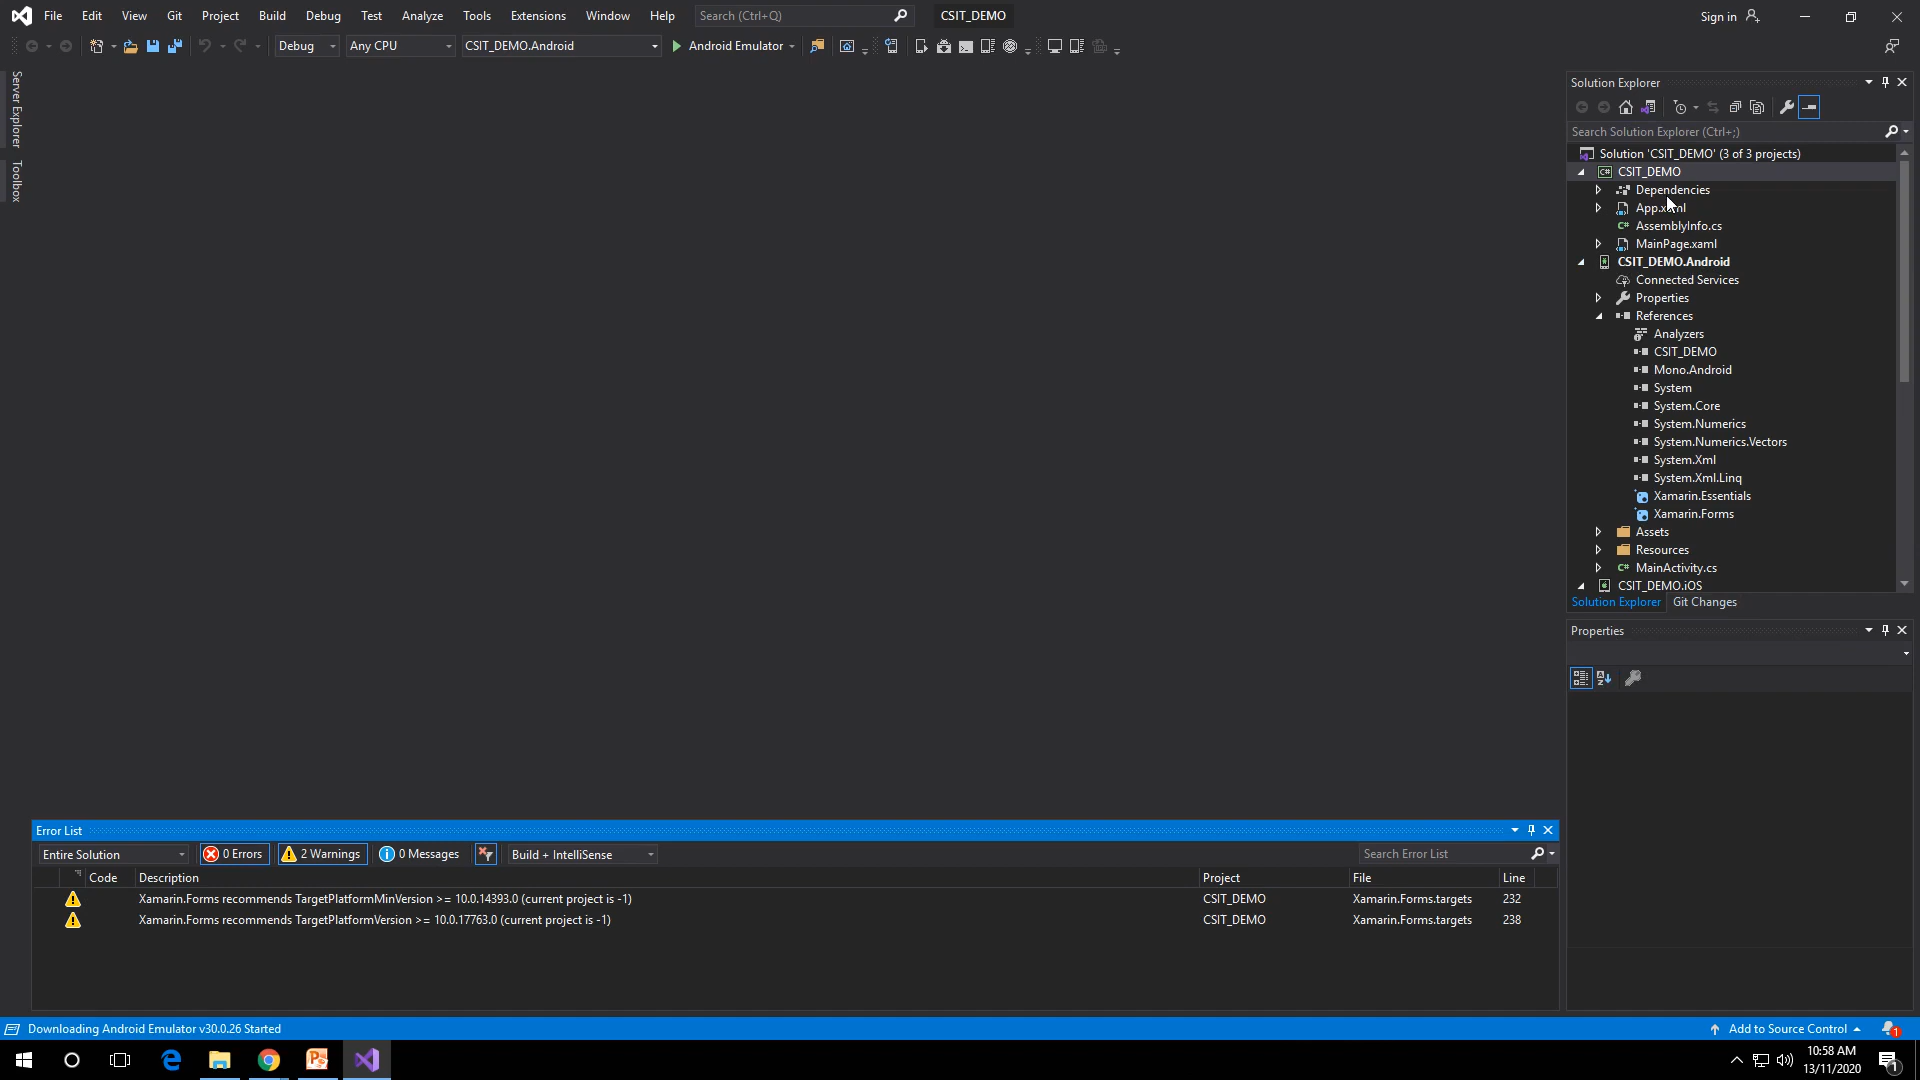 File Edit View Git Project Build Debug Test Analyze Tools Extensions Window Help Search (Ctrl+Q) CSIT_DEMO Sign in
Debug Any CPU CSIT_DEMO.Android Android Emulator
Server Explorer
Toolbox
Solution Explorer
Search Solution Explorer (Ctrl+;)
Solution 'CSIT_DEMO' (3 of 3 projects)
CSIT_DEMO
Dependencies
App.xaml
AssemblyInfo.cs
MainPage.xaml
CSIT_DEMO.Android
Connected Services
Properties
References
Analyzers
CSIT_DEMO
Mono.Android
System
System.Core
System.Numerics
System.Numerics.Vectors
System.Xml
System.Xml.Linq
Xamarin.Essentials
Xamarin.Forms
Assets
Resources
MainActivity.cs
CSIT_DEMO.iOS
Solution Explorer Git Changes
Properties
Error List
Entire Solution 0 Errors 2 Warnings 0 Messages Build + IntelliSense Search Error List
Code Description Project File Line
Xamarin.Forms recommends TargetPlatformMinVersion >= 10.0.14393.0 (current project is -1) CSIT_DEMO Xamarin.Forms.targets 232
Xamarin.Forms recommends TargetPlatformVersion >= 10.0.17763.0 (current project is -1) CSIT_DEMO Xamarin.Forms.targets 238
Downloading Android Emulator v30.0.26 Started Add to Source Control 1
10:58 AM
13/11/2020 1